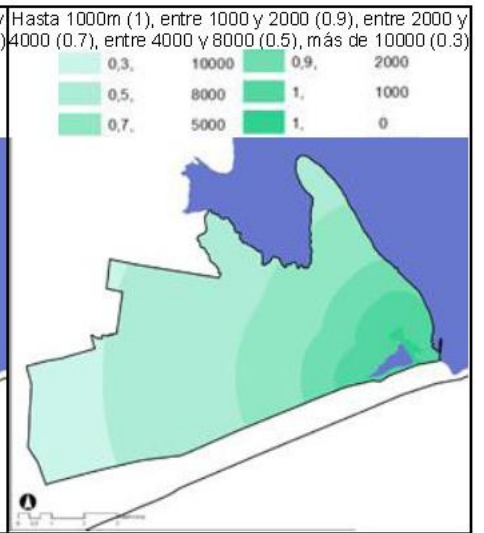 Hasta 1000m (1), entre 1000 y 2000 (0.9), entre 2000 y
4000 (0.7), entre 4000 y 8000 (0.5), más de 10000 (0.3)
0,3, 10000 0,9, 2000
0,5, 8000 1, 1000
0,7, 5000 1, 0